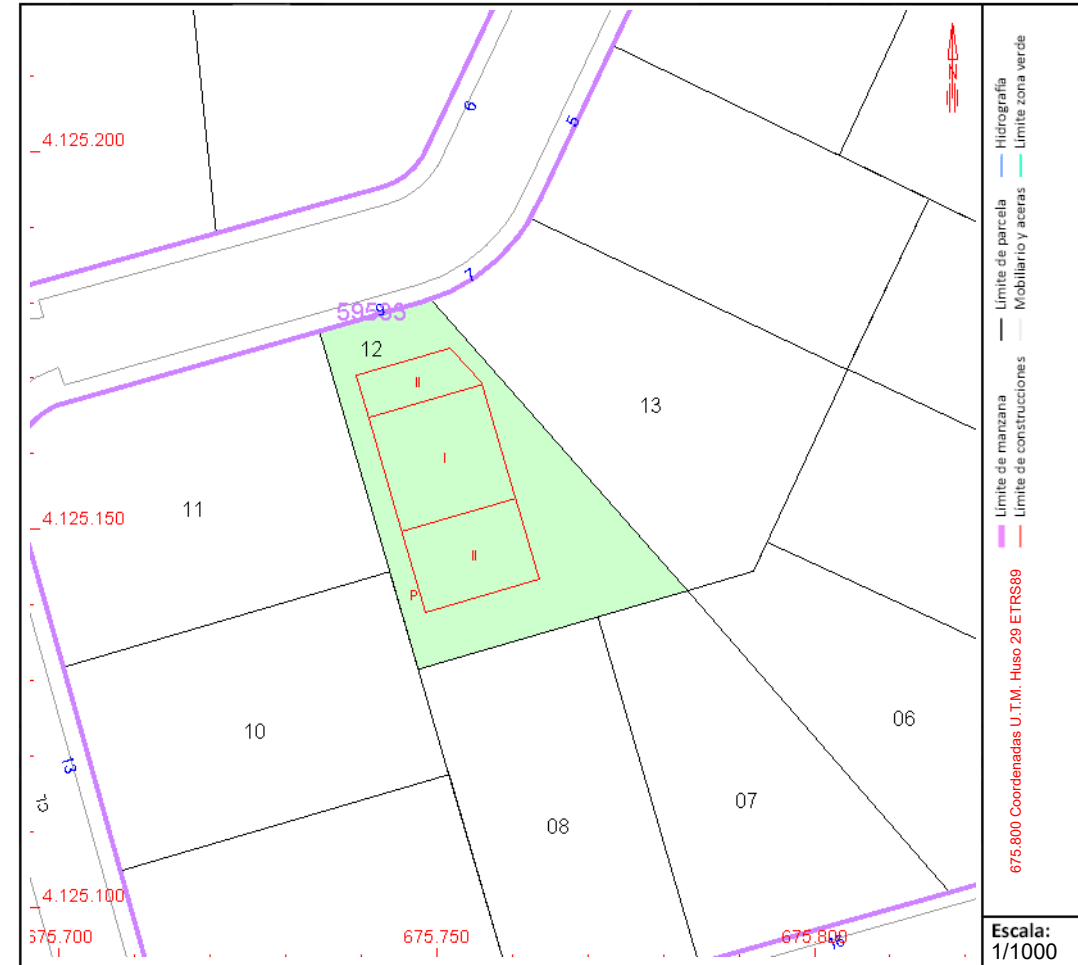 6
5
N
4.125.200
7
9
59583
12
II
13
I
11
4.125.150
II
P
10
06
13
CL
07
08
4.125.100
675.700
675.750
675.800
16
Hidrografía
Límite zona verde
Límite de parcela
Mobiliario y aceras
Límite de manzana
Límite de construcciones
675.800 Coordenadas U.T.M. Huso 29 ETRS89
Escala:
1/1000